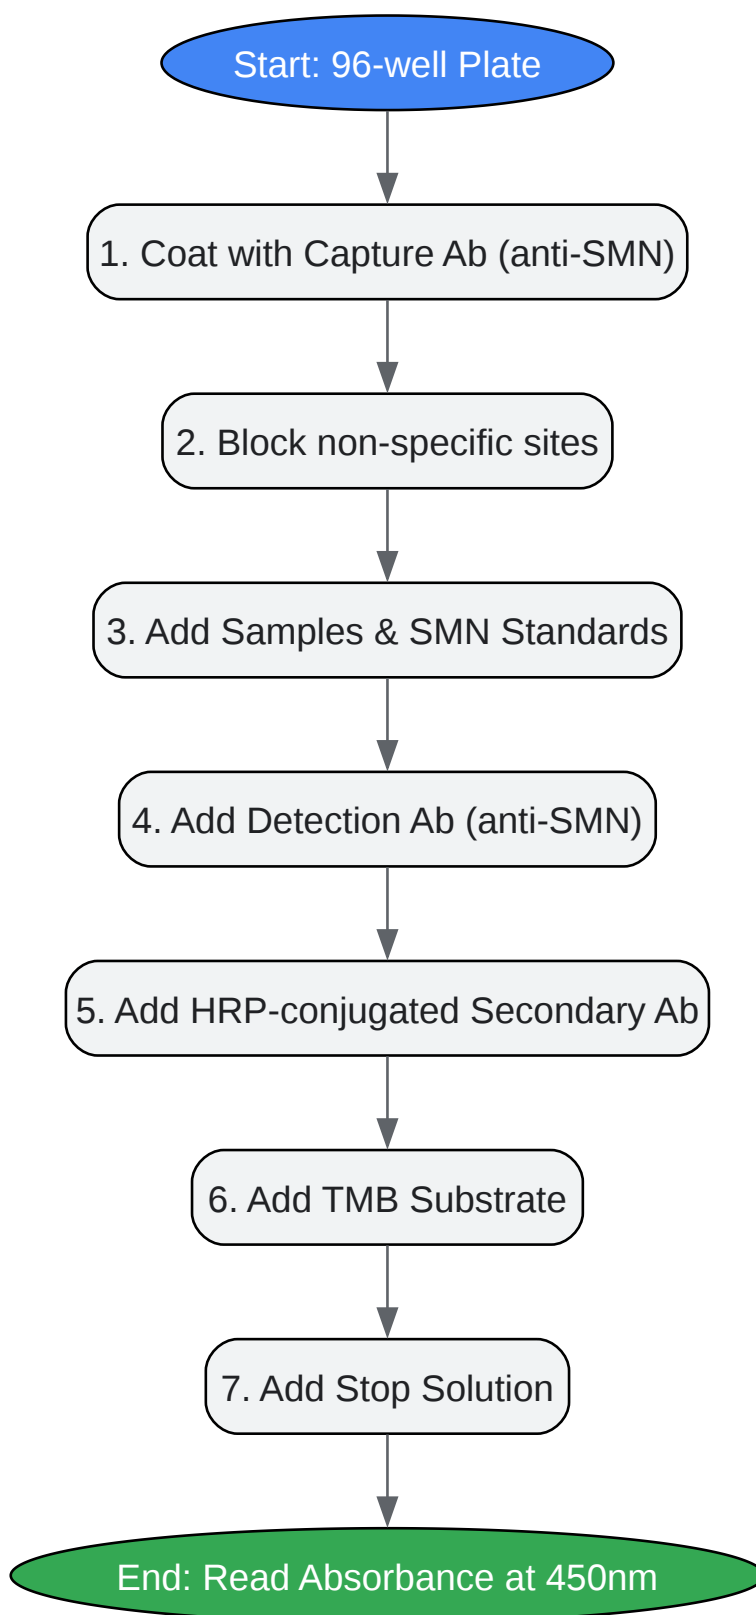 Start: 96-well Plate
1. Coat with Capture Ab (anti-SMN)
2. Block non-specific sites
3. Add Samples & SMN Standards
4. Add Detection Ab (anti-SMN)
5. Add HRP-conjugated Secondary Ab
6. Add TMB Substrate
7. Add Stop Solution
End: Read Absorbance at 450nm